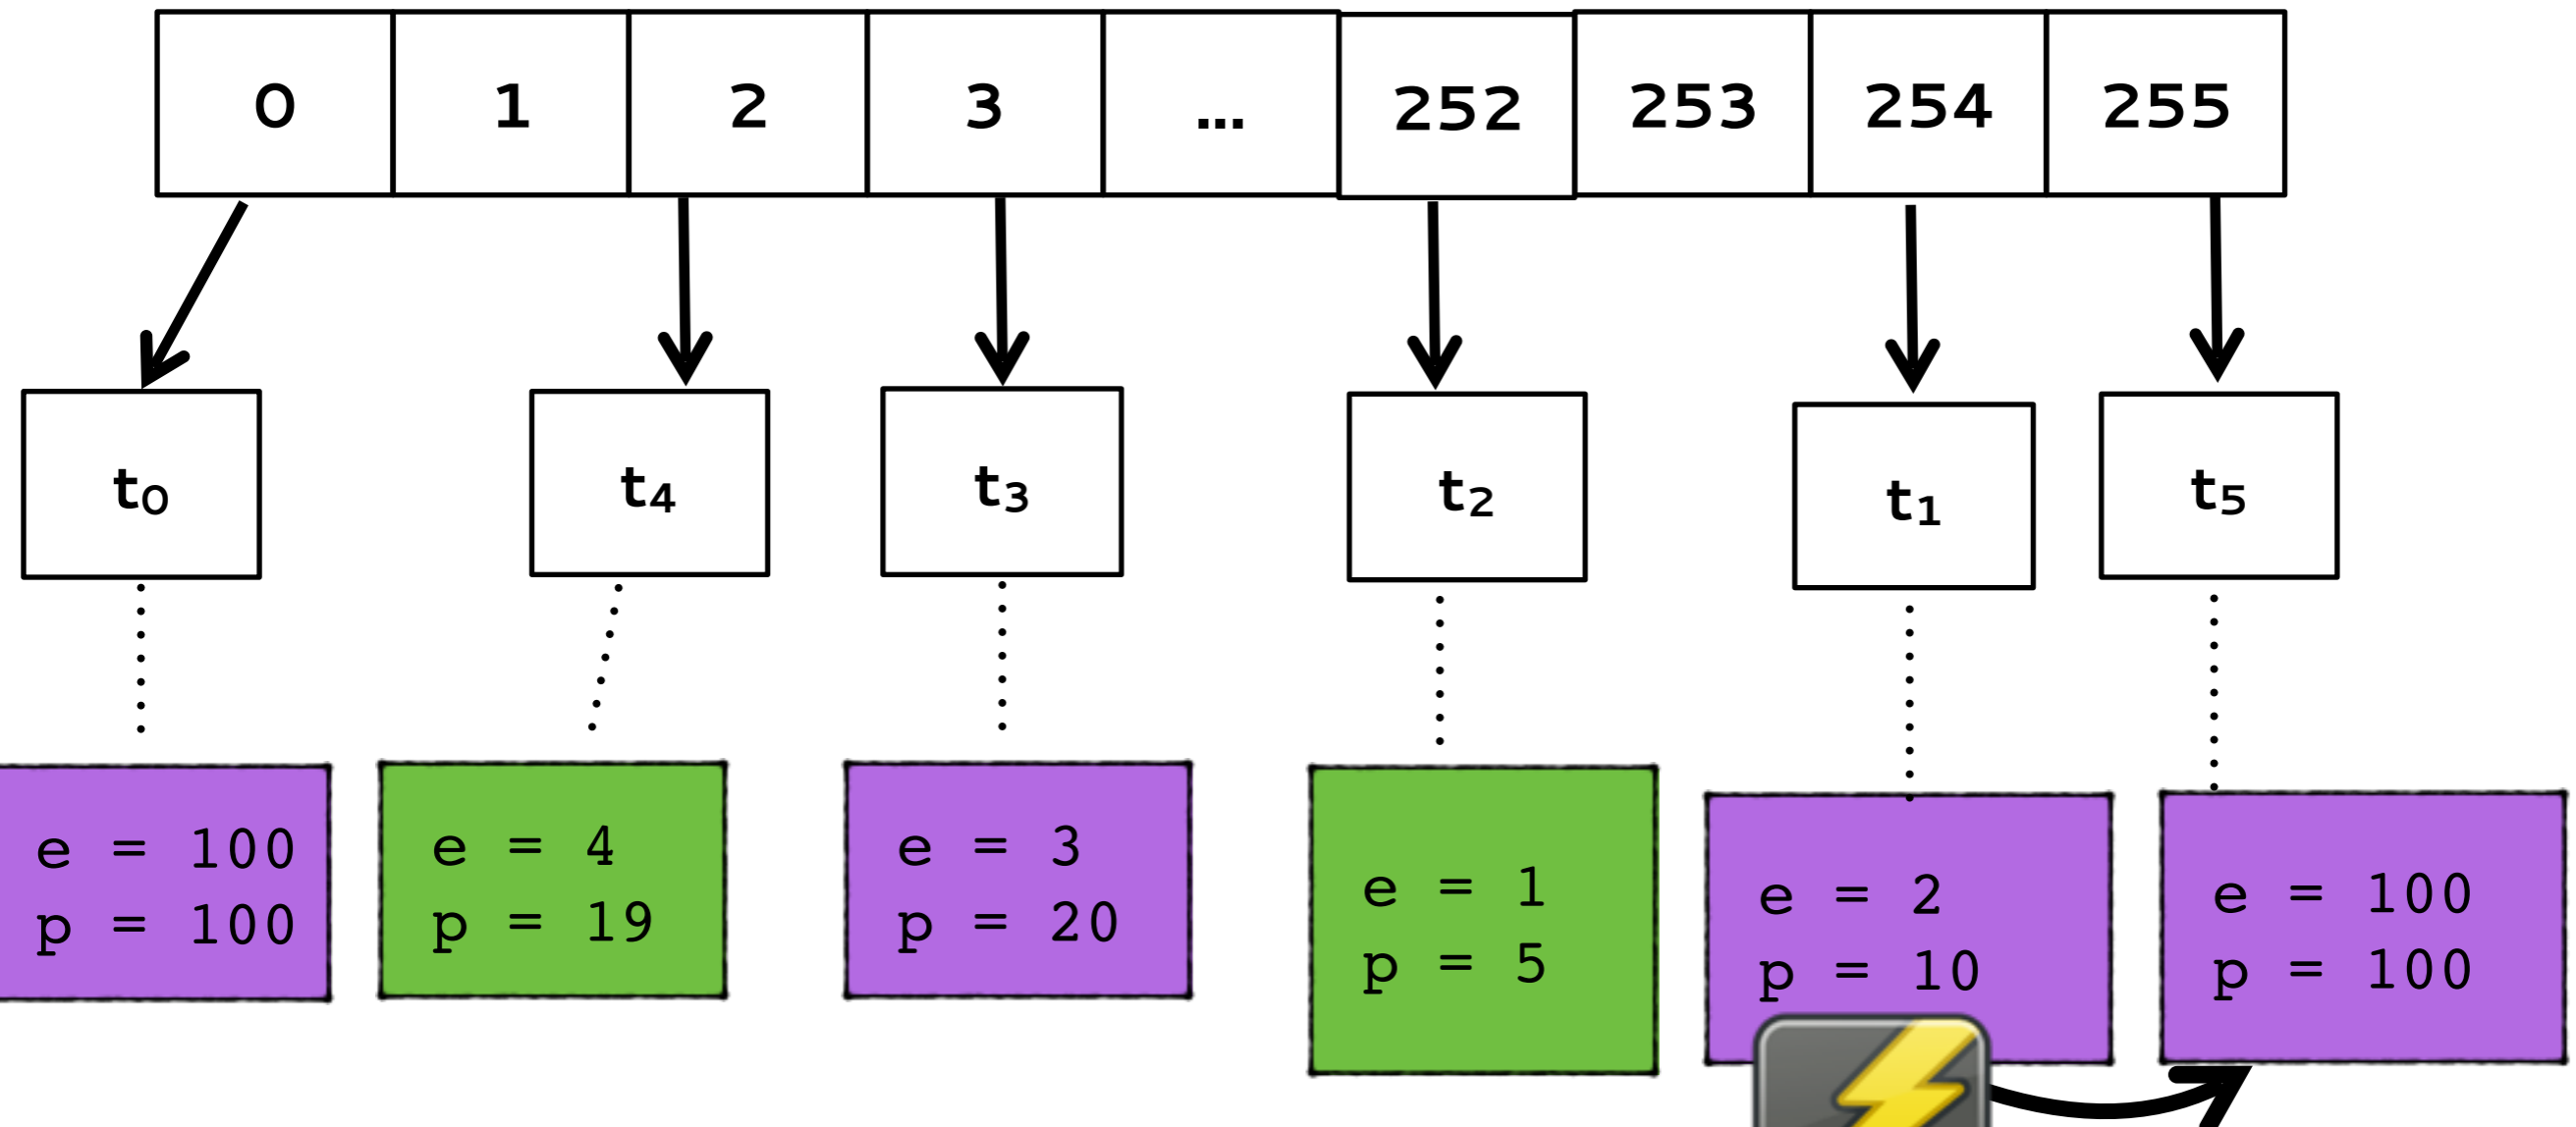 0 1 2 3 ... 252 253 254 255
t0 t4 t3 t2 t1 t5
e = 100
p = 100
e = 4
p = 19
e = 3
p = 20
e = 1
p = 5
e = 2
p = 10
e = 100
p = 100